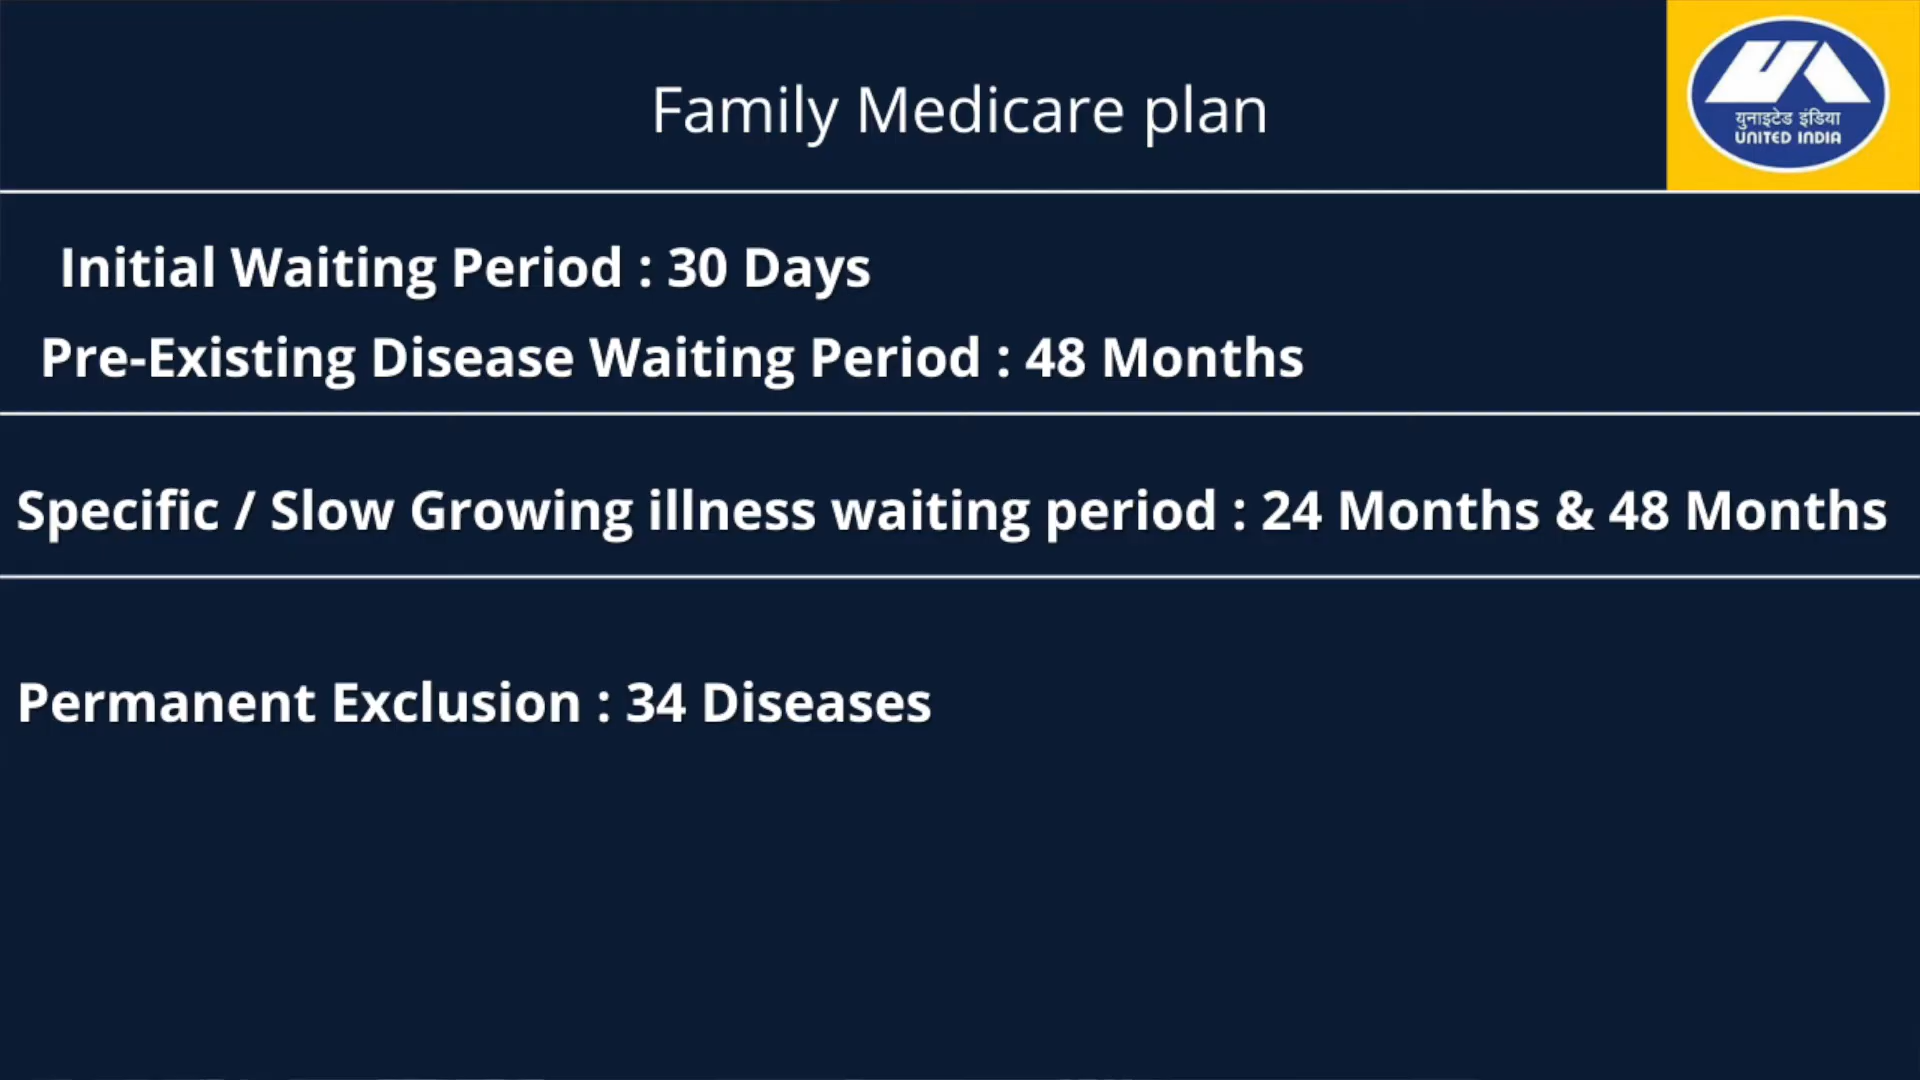 Family Medicare plan
युनाइटेड इंडिया
UNITED INDIA
Initial Waiting Period : 30 Days
Pre-Existing Disease Waiting Period : 48 Months
Specific / Slow Growing illness waiting period : 24 Months & 48 Months
Permanent Exclusion : 34 Diseases